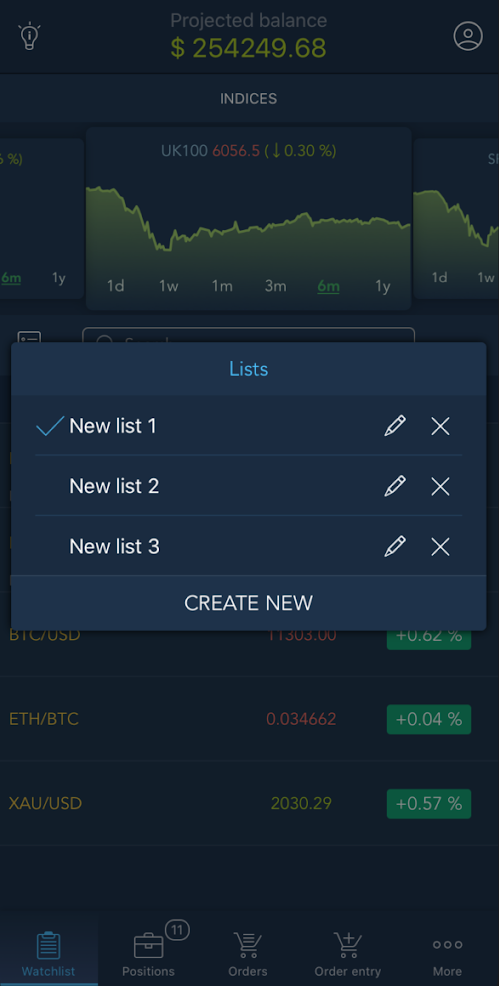 Projected balance
$ 254249.68
INDICES
%)
UK100 6056.5 (↓0.30 %)
6m 1y
1d 1w 1m 3m 6m 1y
1d 1w
Lists
New list 1
New list 2
New list 3
CREATE NEW
BTC/USD 11303.00 +0.62 %
ETH/BTC 0.034662 +0.04 %
XAU/USD 2030.29 +0.57 %
11
Watchlist Positions Orders Order entry More